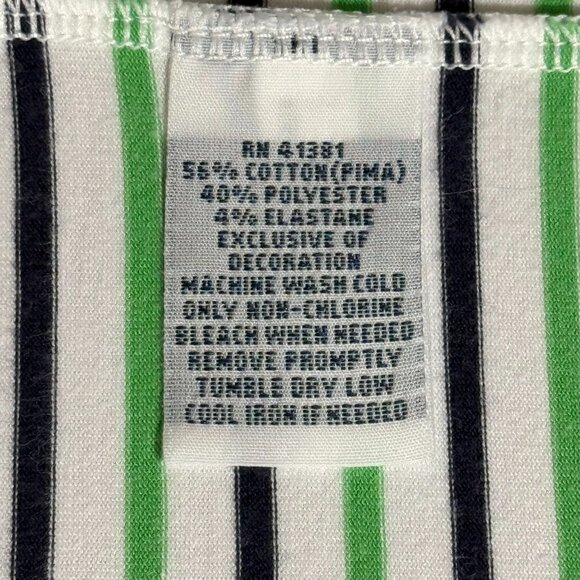 RN 41381
56% COTTON(PIMA)
40% POLYESTER
4% ELASTANE
EXCLUSIVE OF
DECORATION
MACHINE WASH COLD
ONLY NON-CHLORINE
BLEACH WHEN NEEDED
REMOVE PROMPTLY
TUMBLE DRY LOW
COOL IRON IF NEEDED